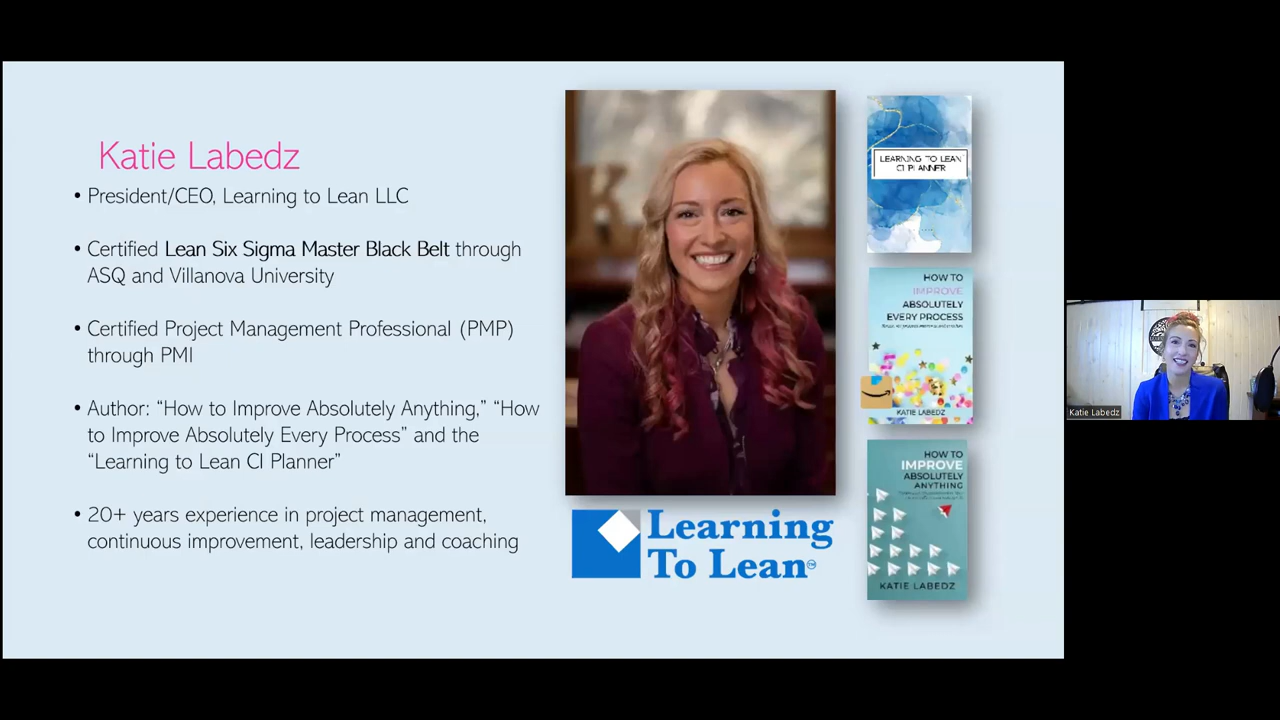 Katie Labedz
• President/CEO, Learning to Lean LLC
• Certified Lean Six Sigma Master Black Belt through
ASQ and Villanova University
• Certified Project Management Professional (PMP)
through PMI
• Author: “How to Improve Absolutely Anything,” “How
to Improve Absolutely Every Process” and the
“Learning to Lean CI Planner”
• 20+ years experience in project management,
continuous improvement, leadership and coaching
Learning
To Lean™
LEARNING TO LEAN
CI PLANNER
HOW TO
IMPROVE
ABSOLUTELY
EVERY PROCESS
KATIE LABEDZ
HOW TO
IMPROVE
ABSOLUTELY
ANYTHING
KATIE LABEDZ
Katie Labedz